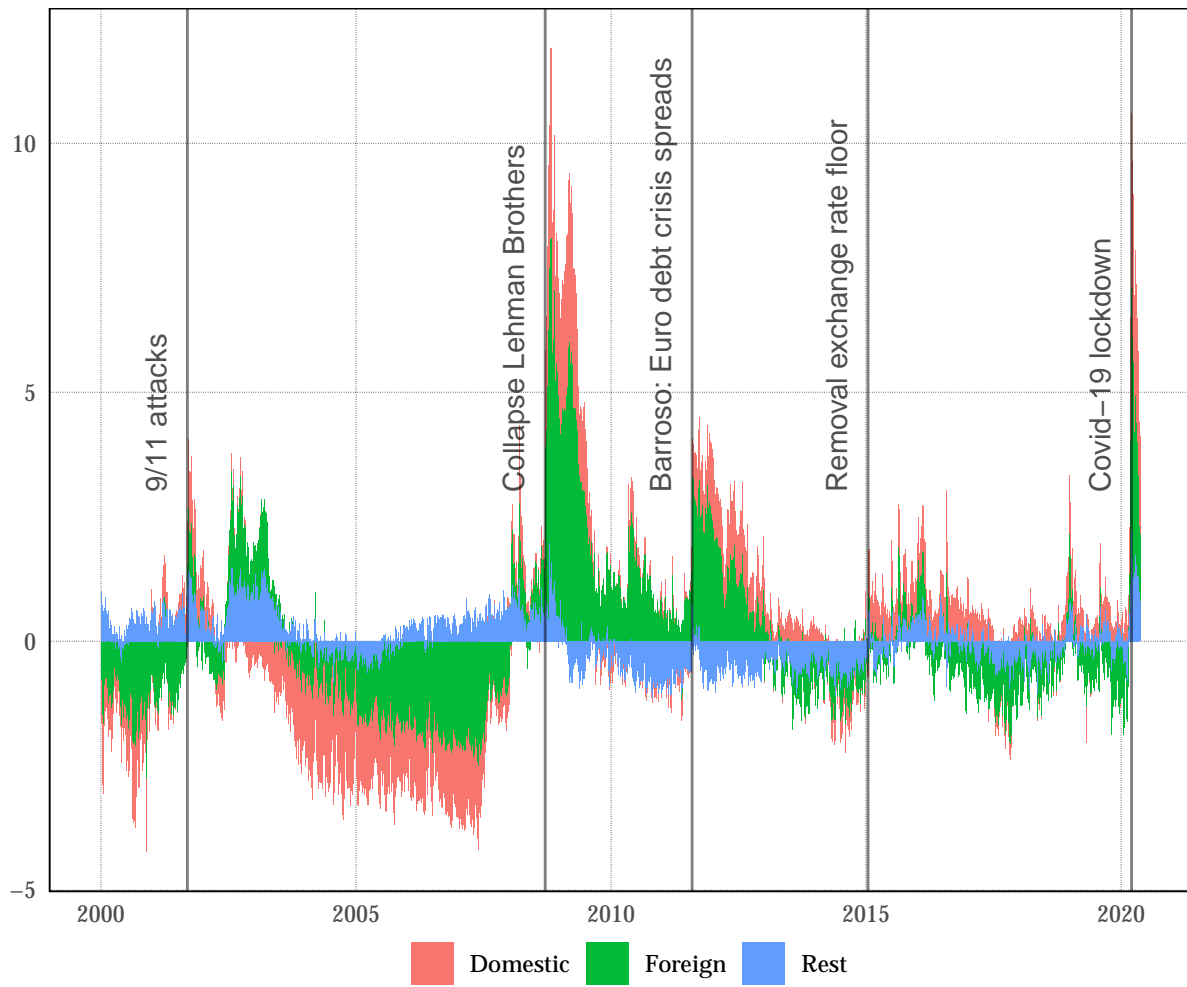 10
5
0
−5
9/11 attacks
Collapse Lehman Brothers
Barroso: Euro debt crisis spreads
Removal exchange rate floor
Covid−19 lockdown
2000 2005 2010 2015 2020
Domestic Foreign Rest